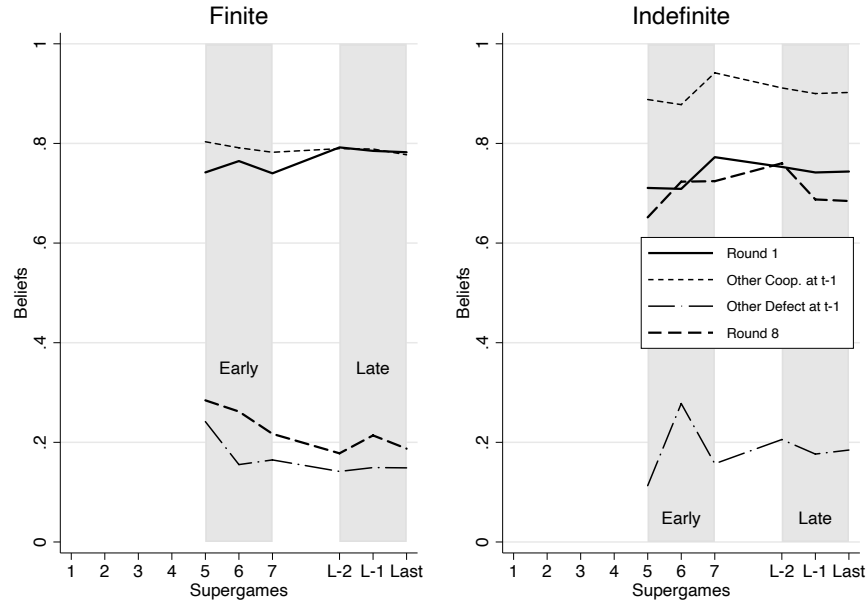 Finite
Beliefs
1
.8
.6
.4
.2
0
Early
Late
1 2 3 4 5 6 7 L-2 L-1 Last
Supergames
Indefinite
Beliefs
1
.8
.6
.4
.2
0
Round 1
Other Coop. at t-1
Other Defect at t-1
Round 8
Early
Late
1 2 3 4 5 6 7 L-2 L-1 Last
Supergames